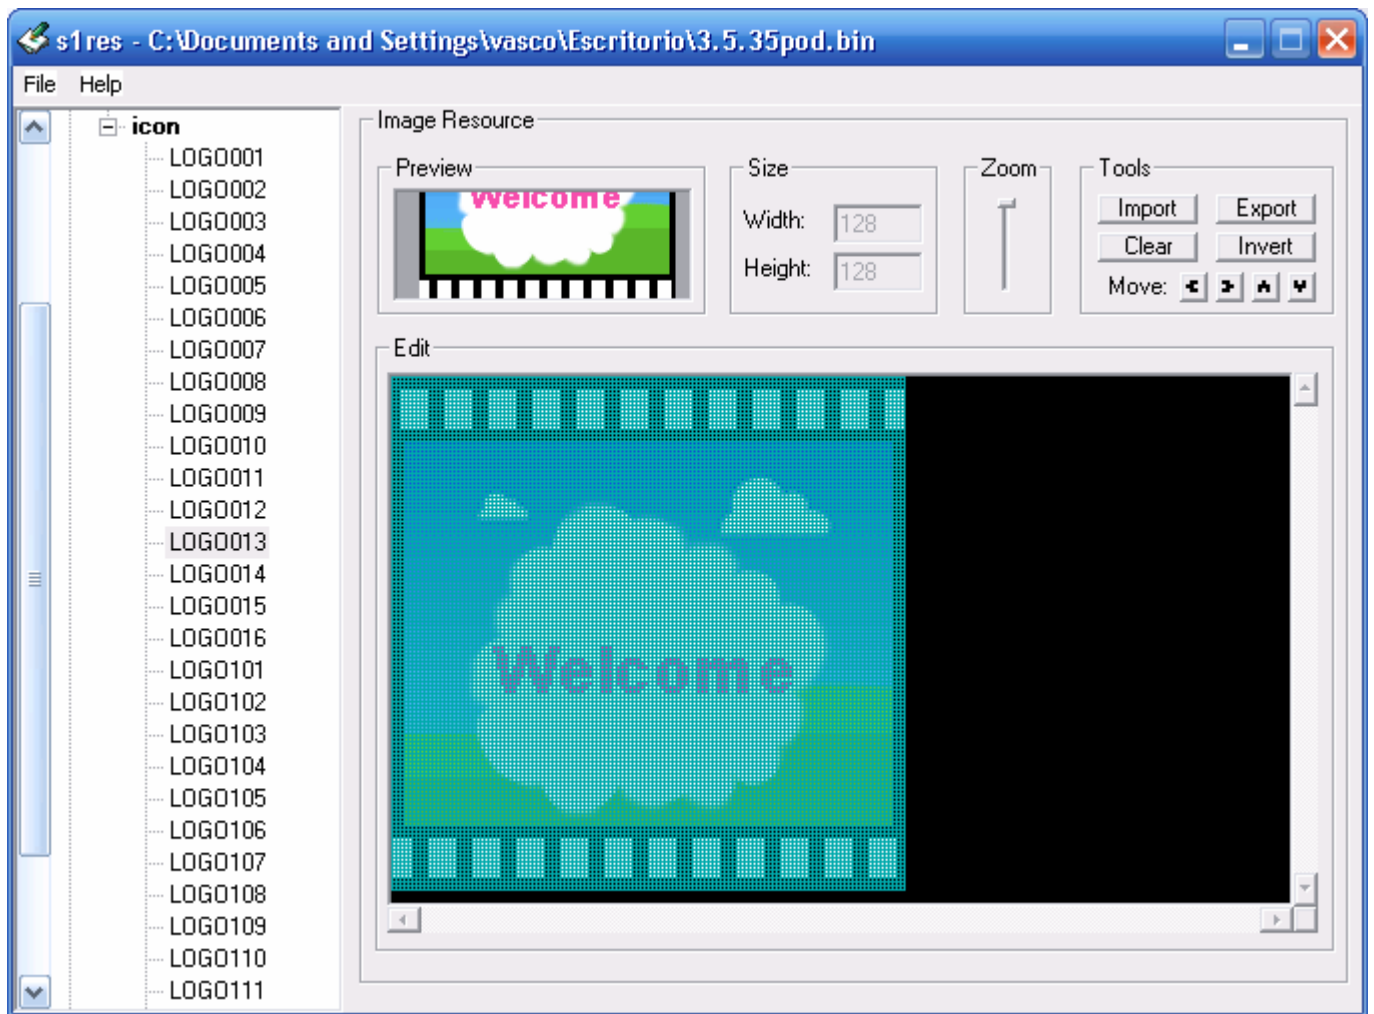 s1res - C:\Documents and Settings\vasco\Escritorio\3.5.35pod.bin
File Help
icon
LOGO001
LOGO002
LOGO003
LOGO004
LOGO005
LOGO006
LOGO007
LOGO008
LOGO009
LOGO010
LOGO011
LOGO012
LOGO013
LOGO014
LOGO015
LOGO016
LOGO101
LOGO102
LOGO103
LOGO104
LOGO105
LOGO106
LOGO107
LOGO108
LOGO109
LOGO110
LOGO111
Image Resource
Preview
Welcome
Size
Width: 128
Height: 128
Zoom
Tools
Import Export
Clear Invert
Move:
Edit
Welcome